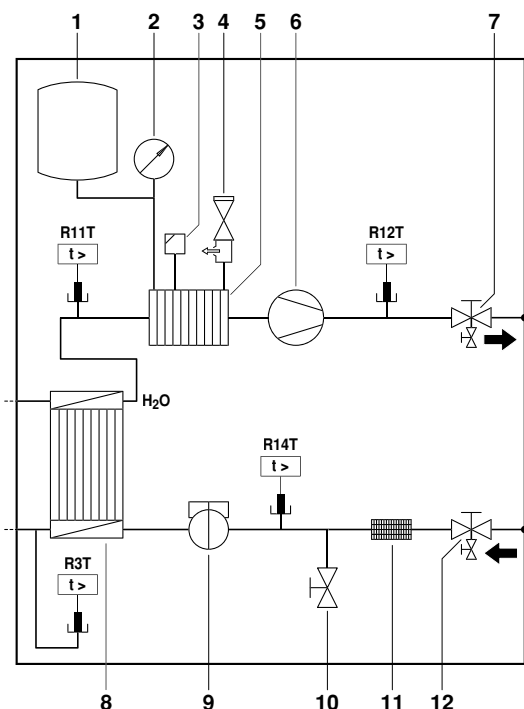 1 2 3 4 5 6 7
R11T
t >
R12T
t >
H₂O
R14T
t >
R3T
t >
8 9 10 11 12